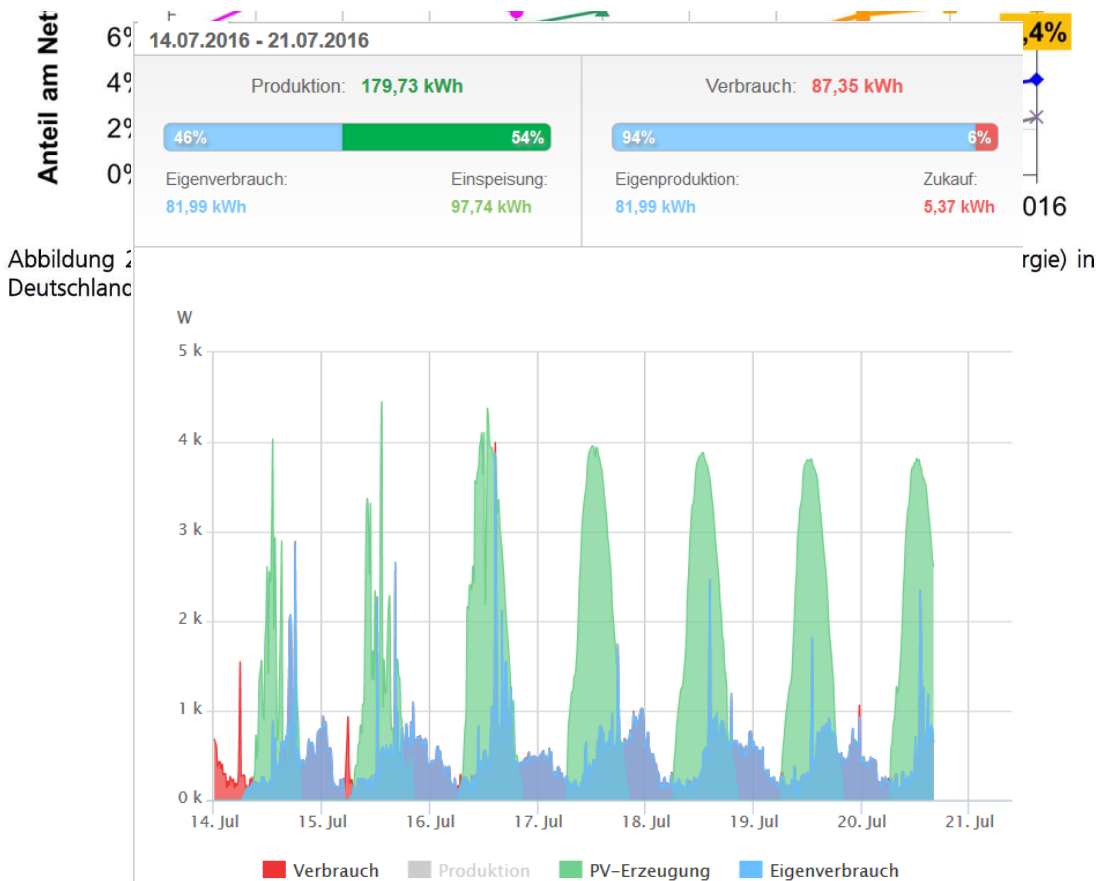 Anteil am Net
6%
4%
2%
0%
,4%
016
14.07.2016 - 21.07.2016
Produktion: 179,73 kWh
46% 54%
Eigenverbrauch: Einspeisung:
81,99 kWh 97,74 kWh
Verbrauch: 87,35 kWh
94% 6%
Eigenproduktion: Zukauf:
81,99 kWh 5,37 kWh
Abbildung 2 rgie) in
Deutschland
W
5 k
4 k
3 k
2 k
1 k
0 k
14. Jul 15. Jul 16. Jul 17. Jul 18. Jul 19. Jul 20. Jul 21. Jul
Verbrauch Produktion PV-Erzeugung Eigenverbrauch